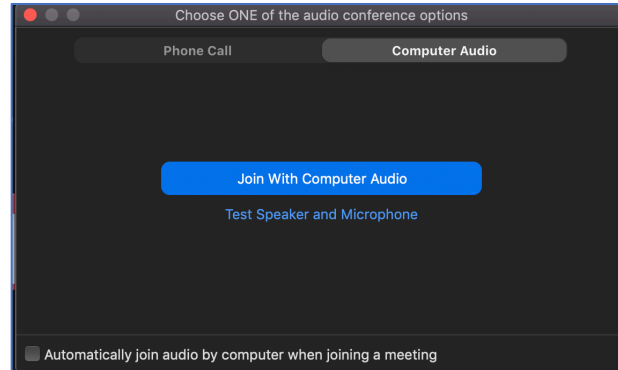 Choose ONE of the audio conference options
Phone Call Computer Audio
Join With Computer Audio
Test Speaker and Microphone
Automatically join audio by computer when joining a meeting